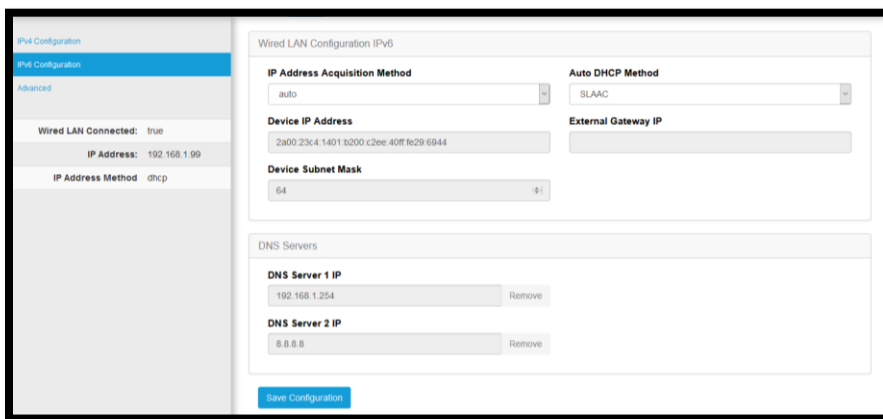 IPv4 Configuration
IPv6 Configuration
Advanced
Wired LAN Connected: true
IP Address: 192.168.1.99
IP Address Method dhcp
Wired LAN Configuration IPv6
IP Address Acquisition Method
auto
Auto DHCP Method
SLAAC
Device IP Address
2a00:23c4:1401:b200:c2ee:40ff:fe29:6944
External Gateway IP
Device Subnet Mask
64
DNS Servers
DNS Server 1 IP
192.168.1.254 Remove
DNS Server 2 IP
8.8.8.8 Remove
Save Configuration